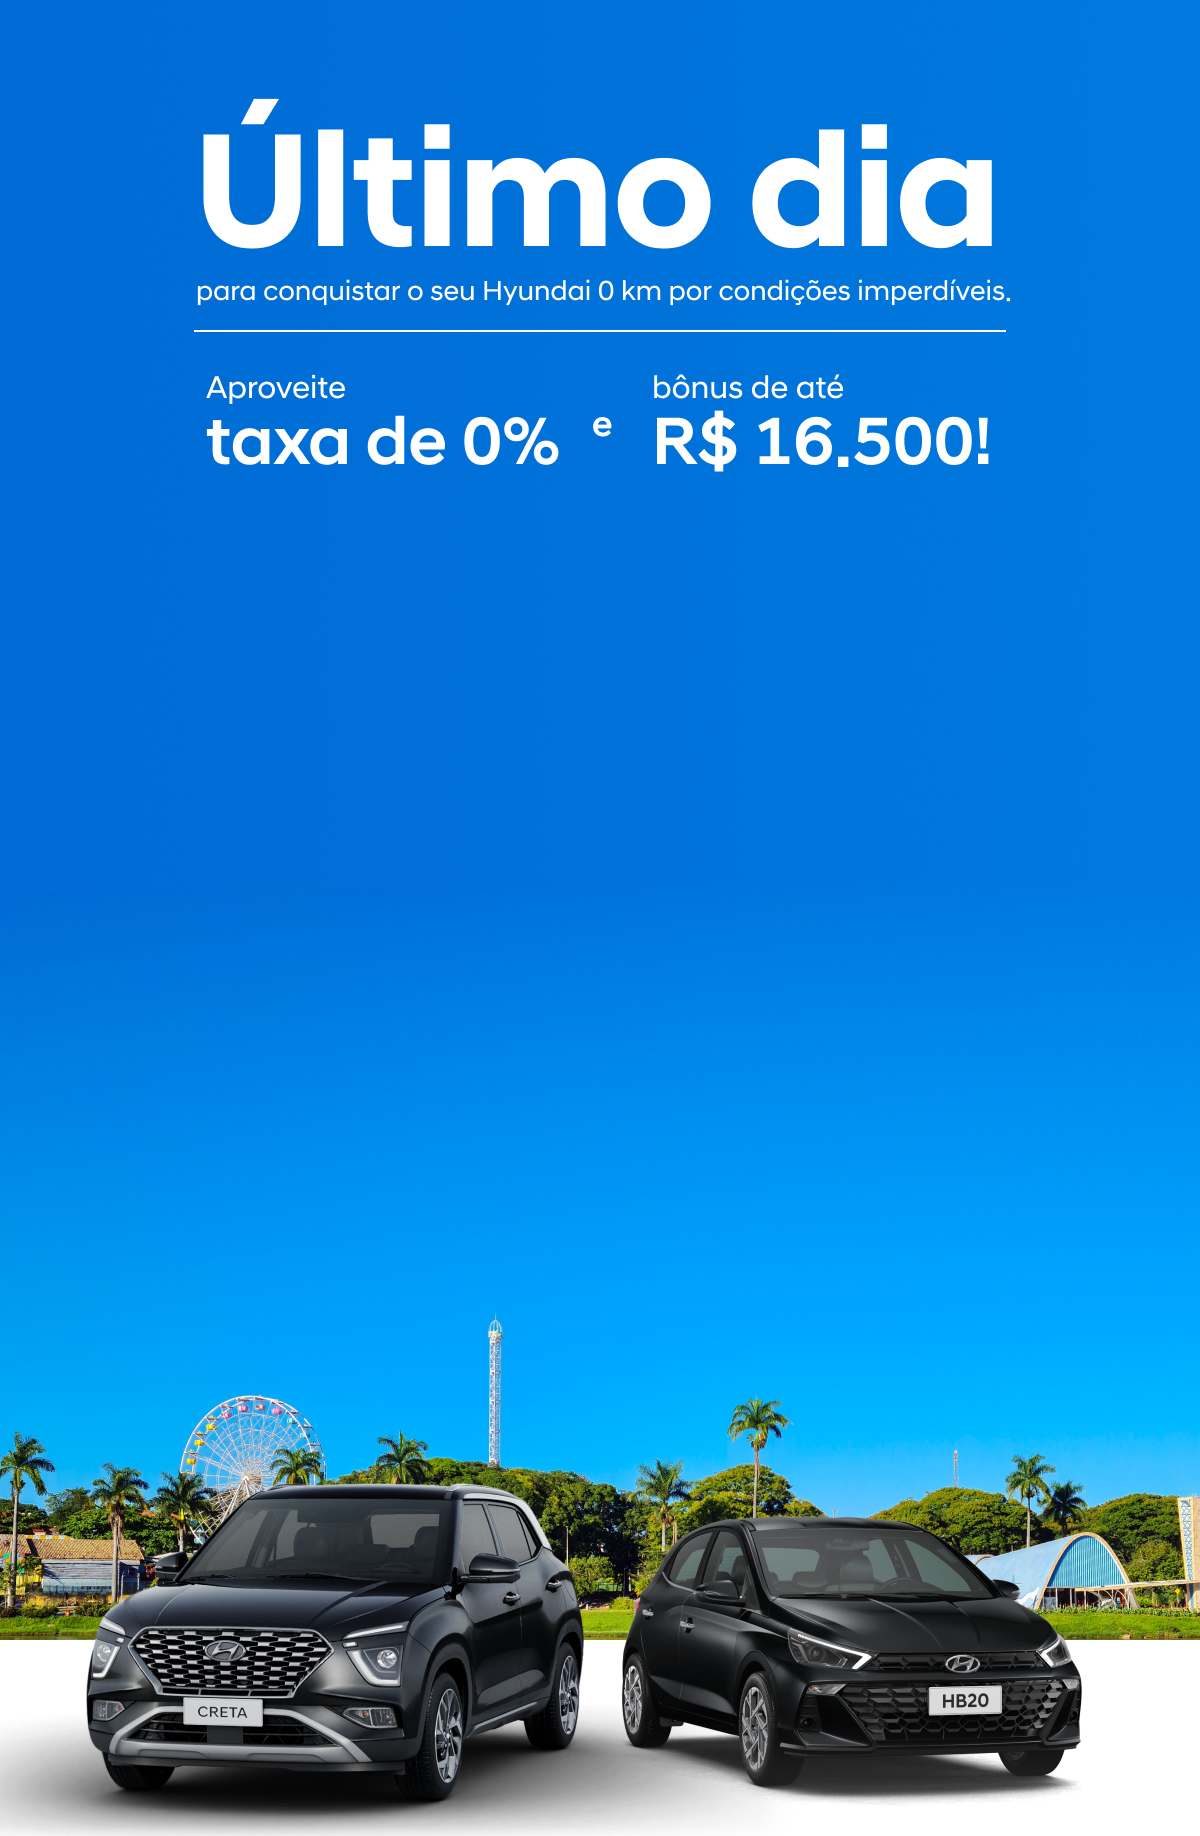 Último dia
para conquistar o seu Hyundai 0 km por condições imperdíveis.
Aproveite
taxa de 0%
e
bônus de até
R$ 16.500!
CRETA
HB20